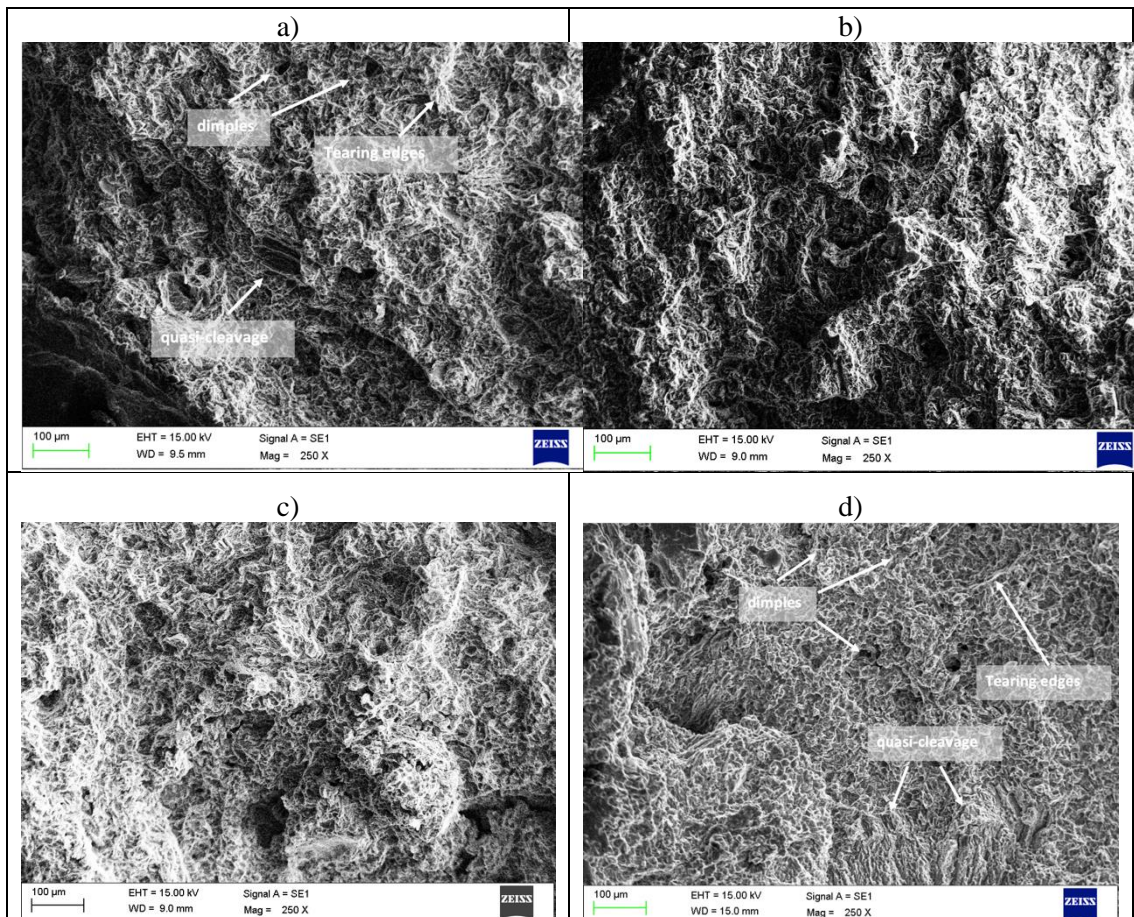 a)
dimples
Tearing edges
quasi-cleavage
100 µm
EHT = 15.00 kV
Signal A = SE1
WD = 9.5 mm
Mag = 250 X
ZEISS
b)
100 µm
EHT = 15.00 kV
Signal A = SE1
WD = 9.0 mm
Mag = 250 X
ZEISS
c)
100 µm
EHT = 15.00 kV
Signal A = SE1
WD = 9.0 mm
Mag = 250 X
ZEISS
d)
dimples
Tearing edges
quasi-cleavage
100 µm
EHT = 15.00 kV
Signal A = SE1
WD = 15.0 mm
Mag = 250 X
ZEISS